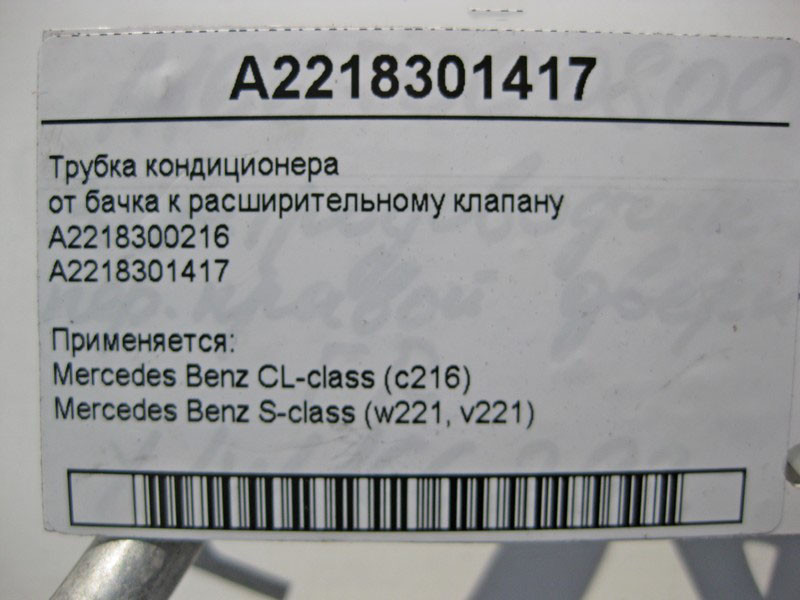 A2218301417
Трубка кондиционера
от бачка к расширительному клапану
A2218300216
A2218301417
Применяется:
Mercedes Benz CL-class (c216)
Mercedes Benz S-class (w221, v221)